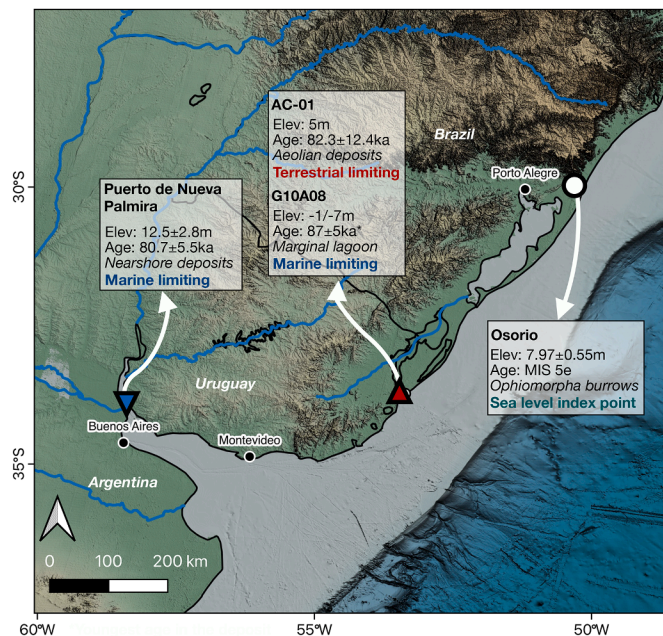 AC-01
Elev: 5m
Age: 82.3±12.4ka
Aeolian deposits
Terrestrial limiting
G10A08
Elev: -1/-7m
Age: 87±5ka*
Marginal lagoon
Marine limiting
Brazil
Porto Alegre
30°S
Puerto de Nueva
Palmira
Elev: 12.5±2.8m
Age: 80.7±5.5ka
Nearshore deposits
Marine limiting
Osorio
Elev: 7.97±0.55m
Age: MIS 5e
Ophiomorpha burrows
Sea level index point
Uruguay
Buenos Aires
Montevideo
35°S
Argentina
0 100 200 km
60°W 55°W 50°W